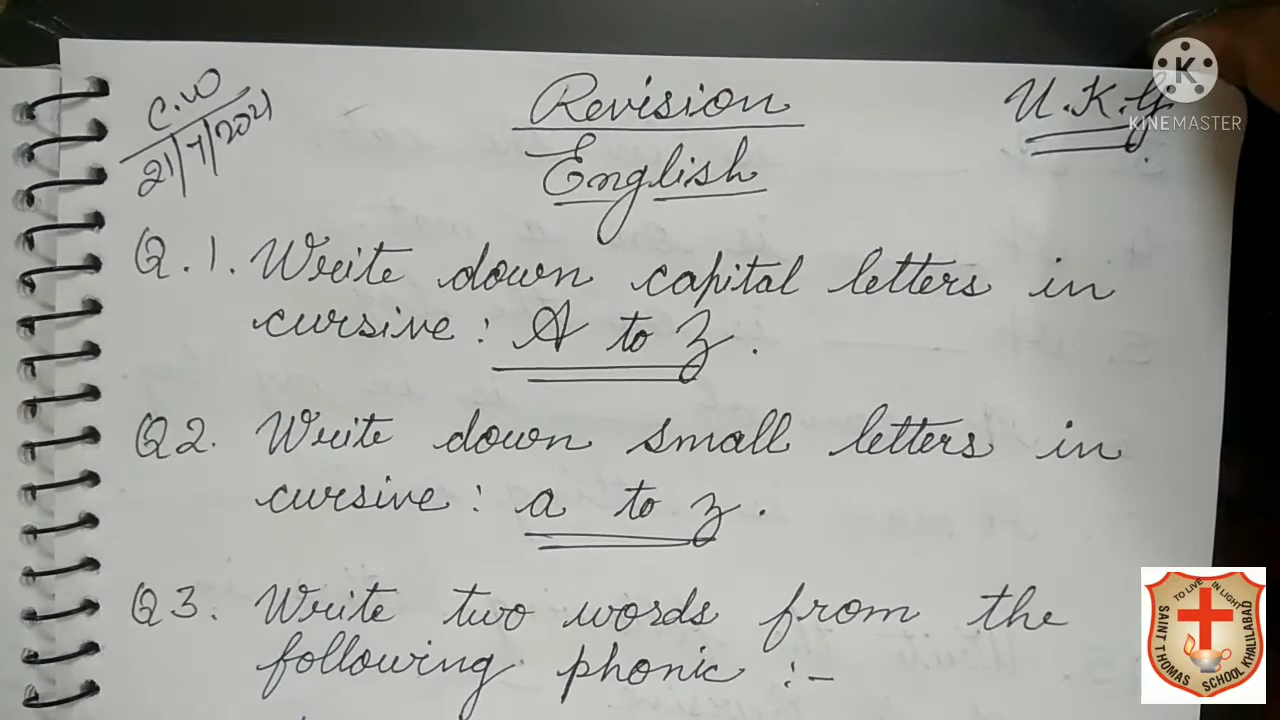 C.W
21/7/2021
Revision
English
U.K.G
KINEMASTER
Q.1. Write down capital letters in
cursive: A to Z.
Q2. Write down small letters in
cursive: a to z.
Q3. Write two words from the
following phonic :-
TO LIVE IN LIGHT
SAINT THOMAS SCHOOL KHALILABAD